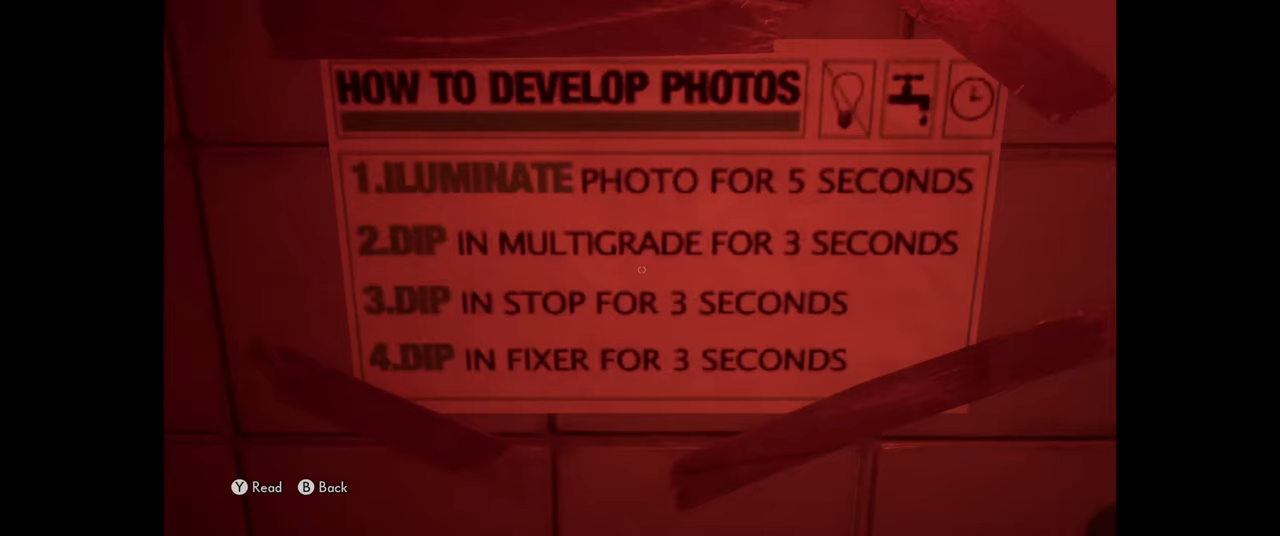 HOW TO DEVELOP PHOTOS
1.ILUMINATE PHOTO FOR 5 SECONDS
2.DIP IN MULTIGRADE FOR 3 SECONDS
3.DIP IN STOP FOR 3 SECONDS
4.DIP IN FIXER FOR 3 SECONDS
Y Read B Back